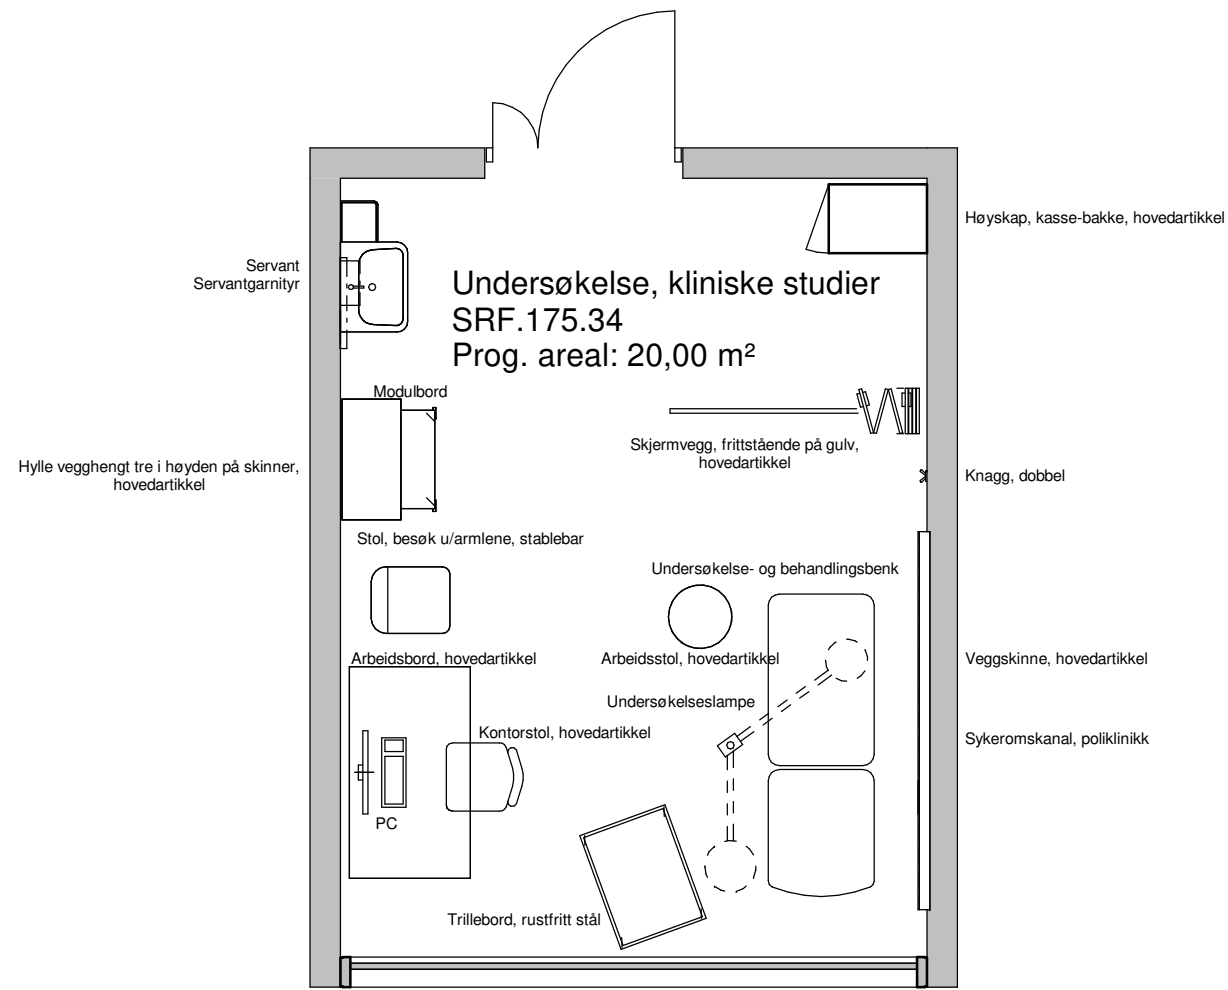 Høyskap, kasse-bakke, hovedartikkel
Servant
Servantgarnityr
Undersøkelse, kliniske studier
SRF.175.34
Prog. areal: 20,00 m²
Modulbord
Skjermvegg, frittstående på gulv,
hovedartikkel
Hylle vegghengt tre i høyden på skinner,
hovedartikkel
Knagg, dobbel
Stol, besøk u/armlene, stablebar
Undersøkelse- og behandlingsbenk
Arbeidsbord, hovedartikkel
Arbeidsstol, hovedartikkel
Veggskinne, hovedartikkel
Undersøkelseslampe
Kontorstol, hovedartikkel
Sykeromskanal, poliklinikk
PC
Trillebord, rustfritt stål